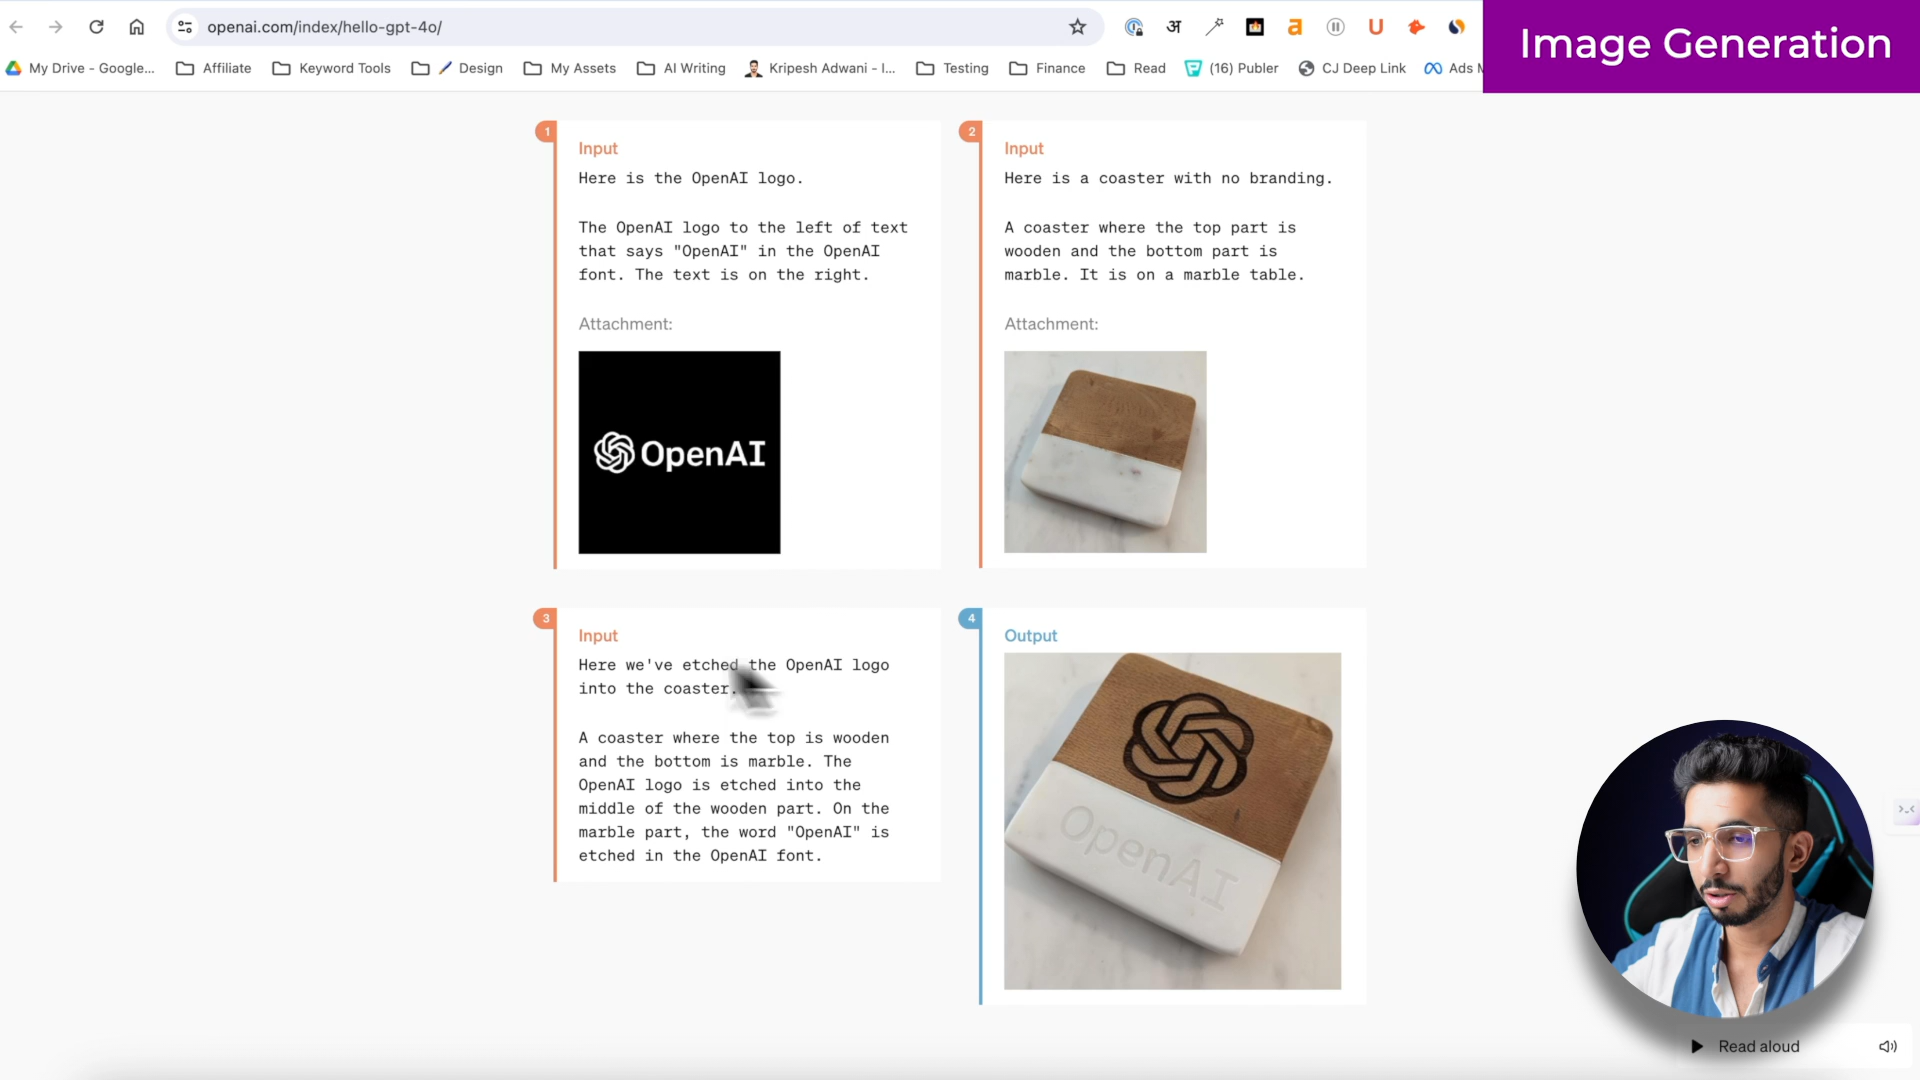 openai.com/index/hello-gpt-4o/
अ
a
U
Image Generation
My Drive - Google...
Affiliate
Keyword Tools
Design
My Assets
AI Writing
Kripesh Adwani - I...
Testing
Finance
Read
(16) Publer
CJ Deep Link
Ads M
1
Input
Here is the OpenAI logo.
The OpenAI logo to the left of text
that says "OpenAI" in the OpenAI
font. The text is on the right.
Attachment:
OpenAI
2
Input
Here is a coaster with no branding.
A coaster where the top part is
wooden and the bottom part is
marble. It is on a marble table.
Attachment:
3
Input
Here we've etched the OpenAI logo
into the coaster.
A coaster where the top is wooden
and the bottom is marble. The
OpenAI logo is etched into the
middle of the wooden part. On the
marble part, the word "OpenAI" is
etched in the OpenAI font.
4
Output
OpenAI
Read aloud